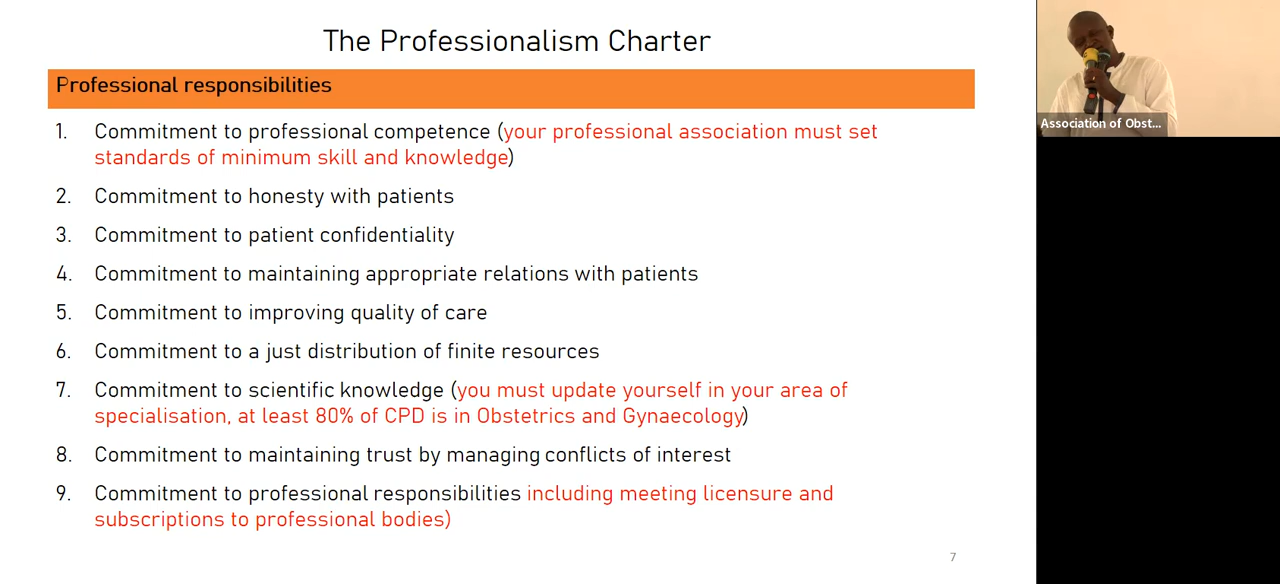 The Professionalism Charter
Professional responsibilities
1. Commitment to professional competence (your professional association must set
standards of minimum skill and knowledge)
2. Commitment to honesty with patients
3. Commitment to patient confidentiality
4. Commitment to maintaining appropriate relations with patients
5. Commitment to improving quality of care
6. Commitment to a just distribution of finite resources
7. Commitment to scientific knowledge (you must update yourself in your area of
specialisation, at least 80% of CPD is in Obstetrics and Gynaecology)
8. Commitment to maintaining trust by managing conflicts of interest
9. Commitment to professional responsibilities including meeting licensure and
subscriptions to professional bodies)
7
Association of Obst...